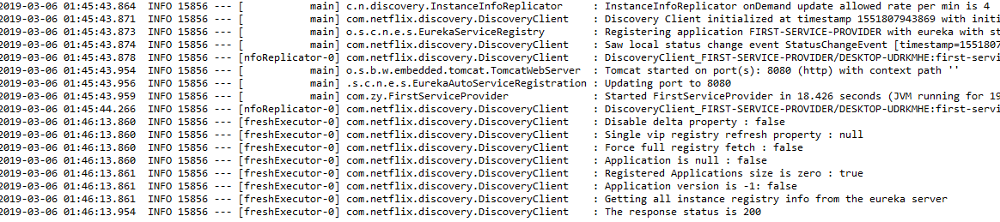 2019-03-06 01:45:43.864  INFO 15856 --- [           main] c.n.discovery.InstanceInfoReplicator     : InstanceInfoReplicator onDemand update allowed rate per min is 4
2019-03-06 01:45:43.871  INFO 15856 --- [           main] com.netflix.discovery.DiscoveryClient    : Discovery Client initialized at timestamp 1551807943869 with initi
2019-03-06 01:45:43.873  INFO 15856 --- [           main] o.s.c.n.e.s.EurekaServiceRegistry        : Registering application FIRST-SERVICE-PROVIDER with eureka with st
2019-03-06 01:45:43.874  INFO 15856 --- [           main] com.netflix.discovery.DiscoveryClient    : Saw local status change event StatusChangeEvent [timestamp=1551807
2019-03-06 01:45:43.878  INFO 15856 --- [nfoReplicator-0] com.netflix.discovery.DiscoveryClient    : DiscoveryClient_FIRST-SERVICE-PROVIDER/DESKTOP-UDRKMHE:first-servi
2019-03-06 01:45:43.954  INFO 15856 --- [           main] o.s.b.w.embedded.tomcat.TomcatWebServer  : Tomcat started on port(s): 8080 (http) with context path ''
2019-03-06 01:45:43.956  INFO 15856 --- [           main] .s.c.n.e.s.EurekaAutoServiceRegistration : Updating port to 8080
2019-03-06 01:45:43.959  INFO 15856 --- [           main] com.zy.FirstServiceProvider              : Started FirstServiceProvider in 18.426 seconds (JVM running for 19
2019-03-06 01:45:44.266  INFO 15856 --- [nfoReplicator-0] com.netflix.discovery.DiscoveryClient    : DiscoveryClient_FIRST-SERVICE-PROVIDER/DESKTOP-UDRKMHE:first-servi
2019-03-06 01:46:13.860  INFO 15856 --- [freshExecutor-0] com.netflix.discovery.DiscoveryClient    : Disable delta property : false
2019-03-06 01:46:13.860  INFO 15856 --- [freshExecutor-0] com.netflix.discovery.DiscoveryClient    : Single vip registry refresh property : null
2019-03-06 01:46:13.860  INFO 15856 --- [freshExecutor-0] com.netflix.discovery.DiscoveryClient    : Force full registry fetch : false
2019-03-06 01:46:13.860  INFO 15856 --- [freshExecutor-0] com.netflix.discovery.DiscoveryClient    : Application is null : false
2019-03-06 01:46:13.861  INFO 15856 --- [freshExecutor-0] com.netflix.discovery.DiscoveryClient    : Registered Applications size is zero : true
2019-03-06 01:46:13.861  INFO 15856 --- [freshExecutor-0] com.netflix.discovery.DiscoveryClient    : Application version is -1: false
2019-03-06 01:46:13.861  INFO 15856 --- [freshExecutor-0] com.netflix.discovery.DiscoveryClient    : Getting all instance registry info from the eureka server
2019-03-06 01:46:13.954  INFO 15856 --- [freshExecutor-0] com.netflix.discovery.DiscoveryClient    : The response status is 200